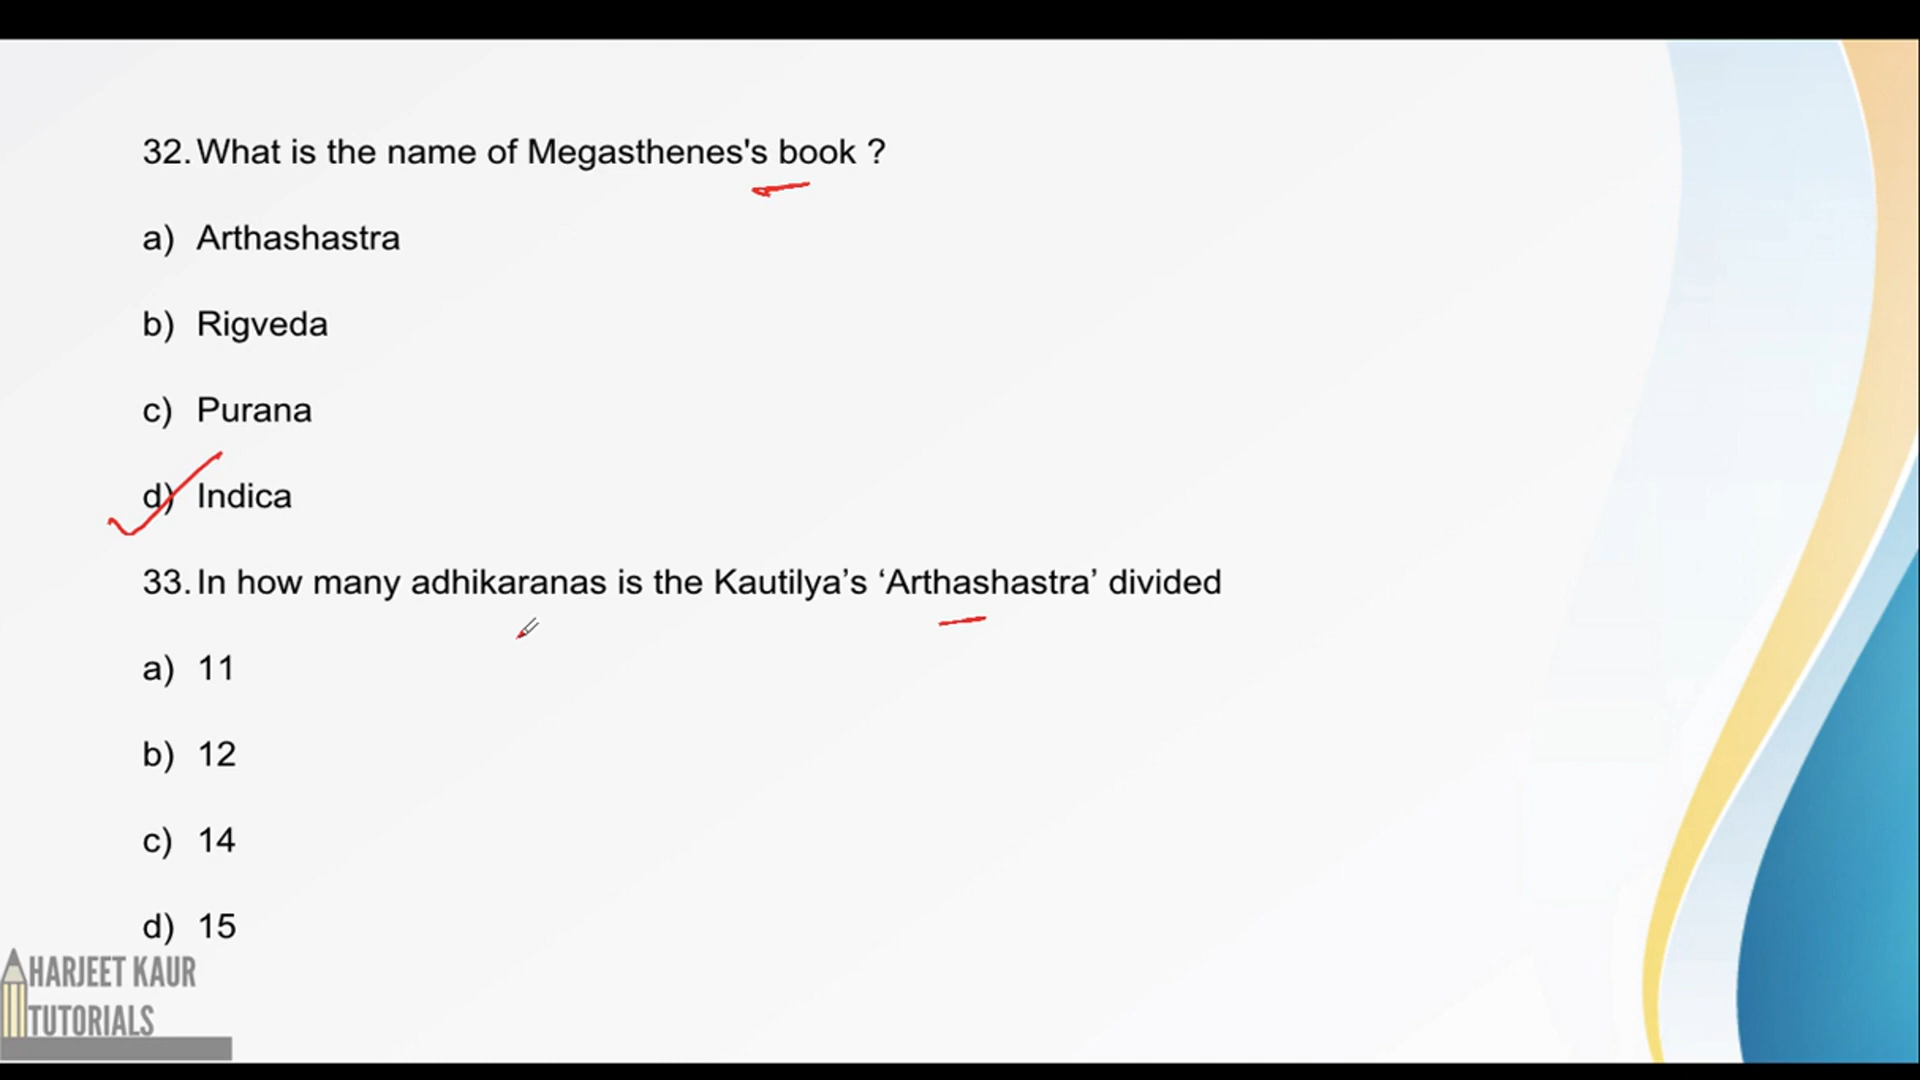 32. What is the name of Megasthenes's book ?
a) Arthashastra
b) Rigveda
c) Purana
d) Indica
33. In how many adhikaranas is the Kautilya’s ‘Arthashastra’ divided
a) 11
b) 12
c) 14
d) 15
HARJEET KAUR
TUTORIALS